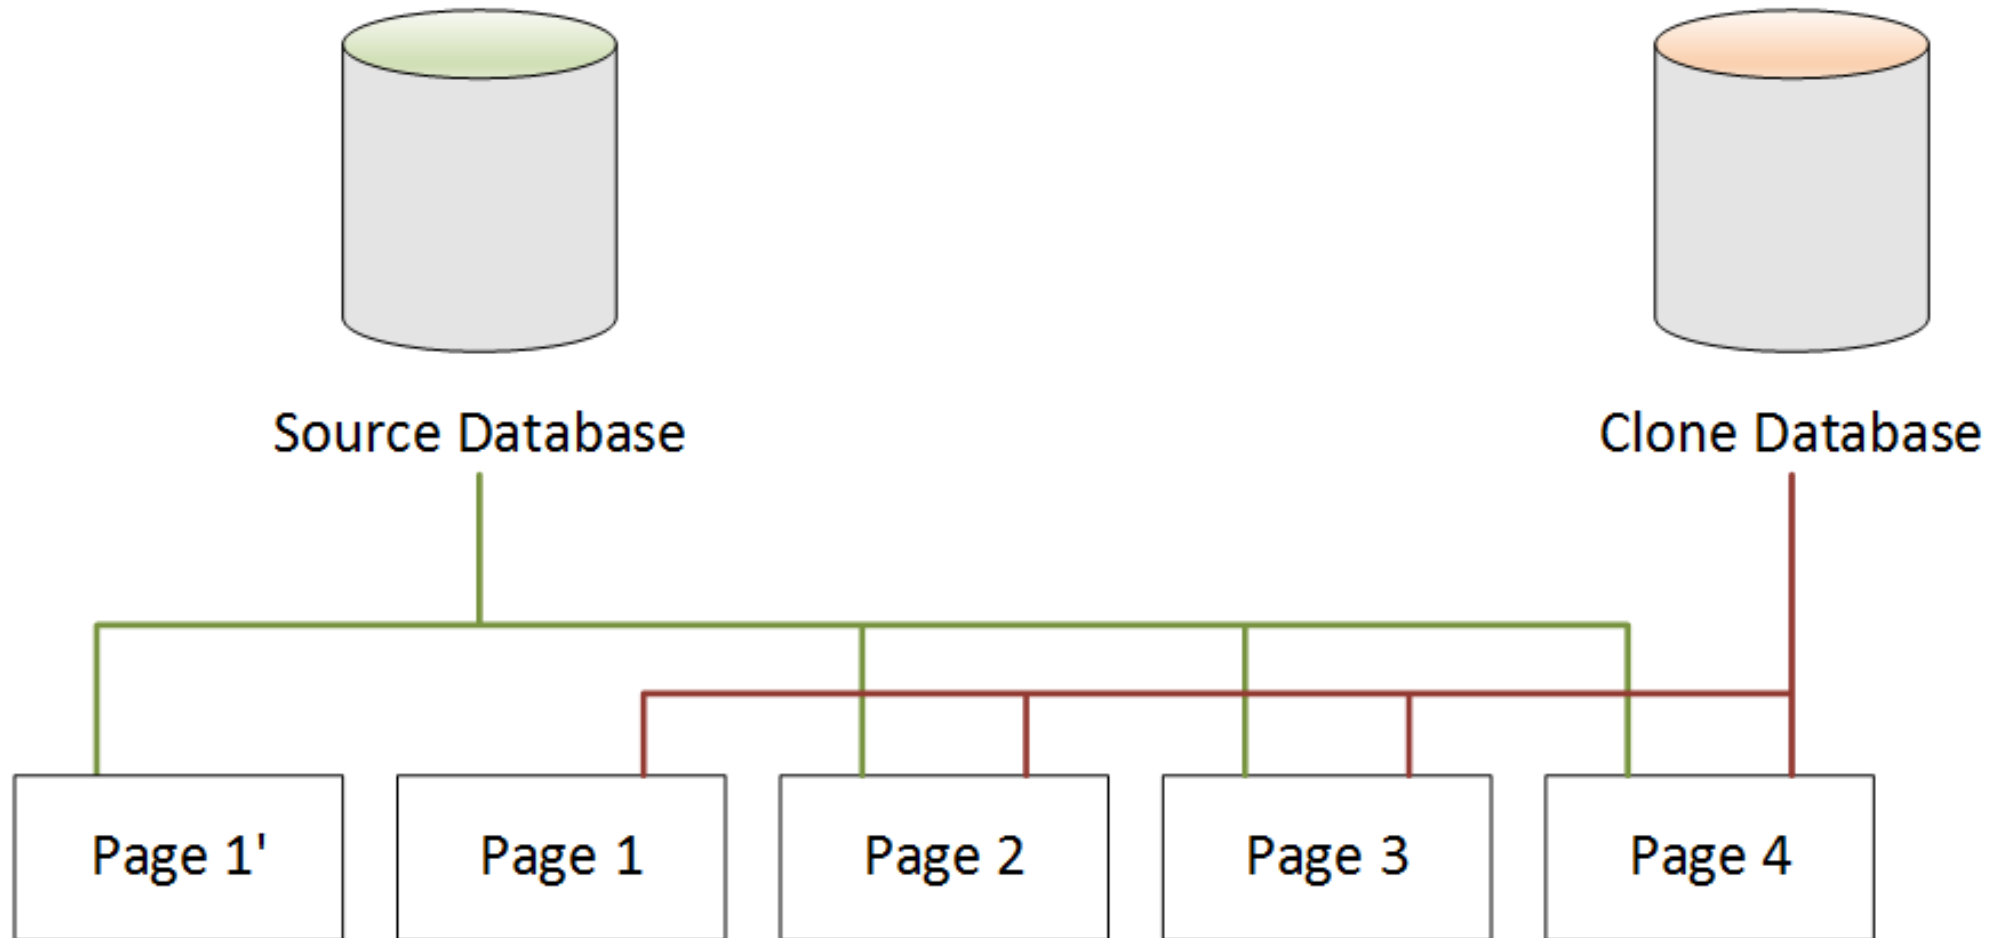 Source Database
Clone Database
Page 1'
Page 1
Page 2
Page 3
Page 4